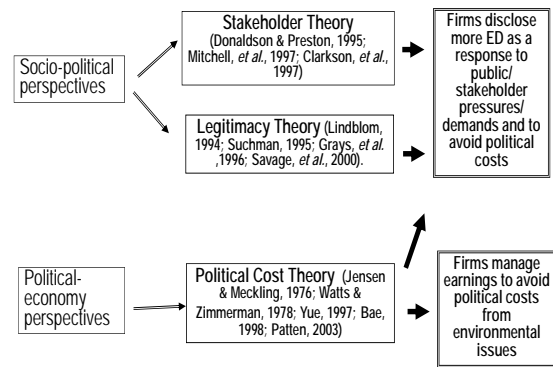 Stakeholder Theory
(Donaldson & Preston, 1995;
Mitchell, et al., 1997; Clarkson, et al.,
1997)
Firms disclose
more ED as a
response to
public/
stakeholder
pressures/
demands and to
avoid political
costs
Socio-political
perspectives
Legitimacy Theory (Lindblom,
1994; Suchman, 1995; Grays, et al.
,1996; Savage, et al., 2000).
Political-
economy
perspectives
Political Cost Theory (Jensen
& Meckling, 1976; Watts &
Zimmerman, 1978; Yue, 1997; Bae,
1998; Patten, 2003)
Firms manage
earnings to avoid
political costs
from
environmental
issues